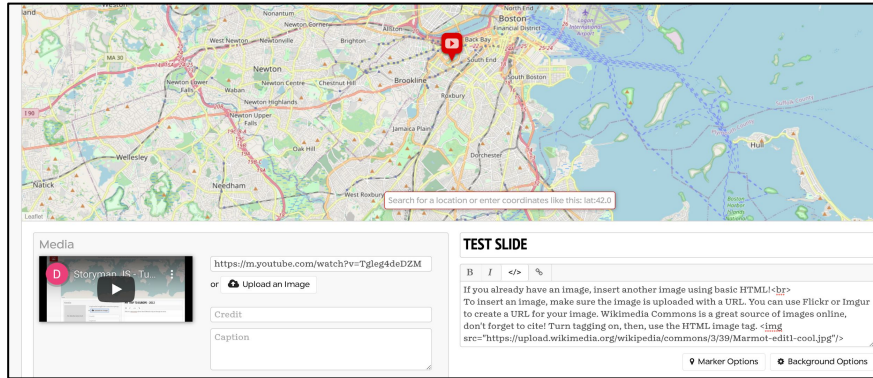 Nonantum
North End
Boston
Logan
International
Airport
Newton Corner
Allston
Financial District
West Newton
Newtonville
Brighton
Back Bay
MA 30
South End
Newton
South Boston
Newton Lower
Falls
Waban
Newton Centre
Chestnut Hill
Brookline
Roxbury
Newton Highlands
190
Newton Upper
Falls
Jamaica Plain
Oak Hill
Hull
Wellesley
Dorchester
Natick
Needham
West Roxbury
Search for a location or enter coordinates like this: lat:42.0
Leaflet
Media
D
Storymap JS - Tu...
https://m.youtube.com/watch?v=Tgleg4deDZM
or Upload an Image
Credit
Caption
TEST SLIDE
B I </>
If you already have an image, insert another image using basic HTML!<br>
To insert an image, make sure the image is uploaded with a URL. You can use Flickr or Imgur
to create a URL for your image. Wikimedia Commons is a great source of images online,
don't forget to cite! Turn tagging on, then, use the HTML image tag. <img
src="https://upload.wikimedia.org/wikipedia/commons/3/39/Marmot-edit1-cool.jpg"/>
Marker Options Background Options